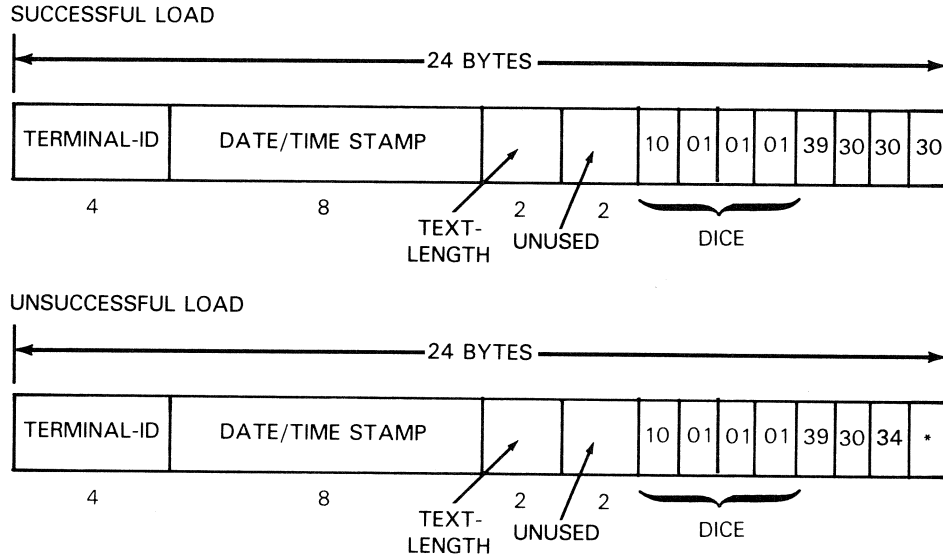 SUCCESSFUL LOAD
24 BYTES
TERMINAL-ID DATE/TIME STAMP 10 01 01 01 39 30 30 30
4 8 2 2
TEXT-
LENGTH UNUSED DICE
UNSUCCESSFUL LOAD
24 BYTES
TERMINAL-ID DATE/TIME STAMP 10 01 01 01 39 30 34 *
4 8 2 2
TEXT-
LENGTH UNUSED DICE